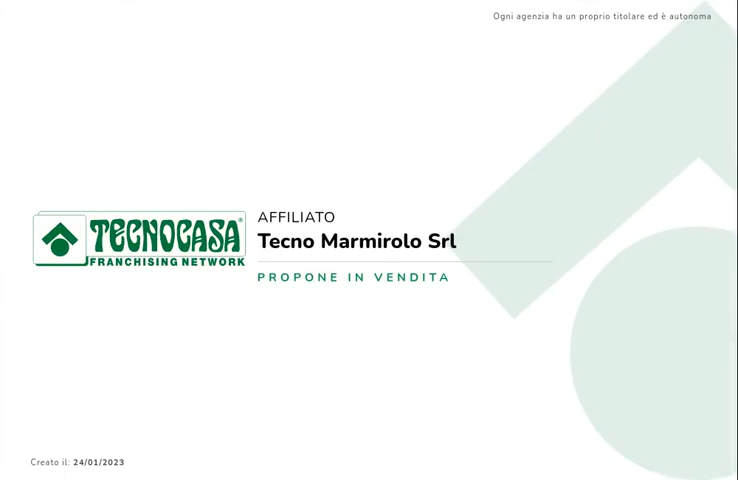 Ogni agenzia ha un proprio titolare ed è autonoma
TECNOCASA®
FRANCHISING NETWORK
AFFILIATO
Tecno Marmirolo Srl
PROPONE IN VENDITA
Creato il: 24/01/2023